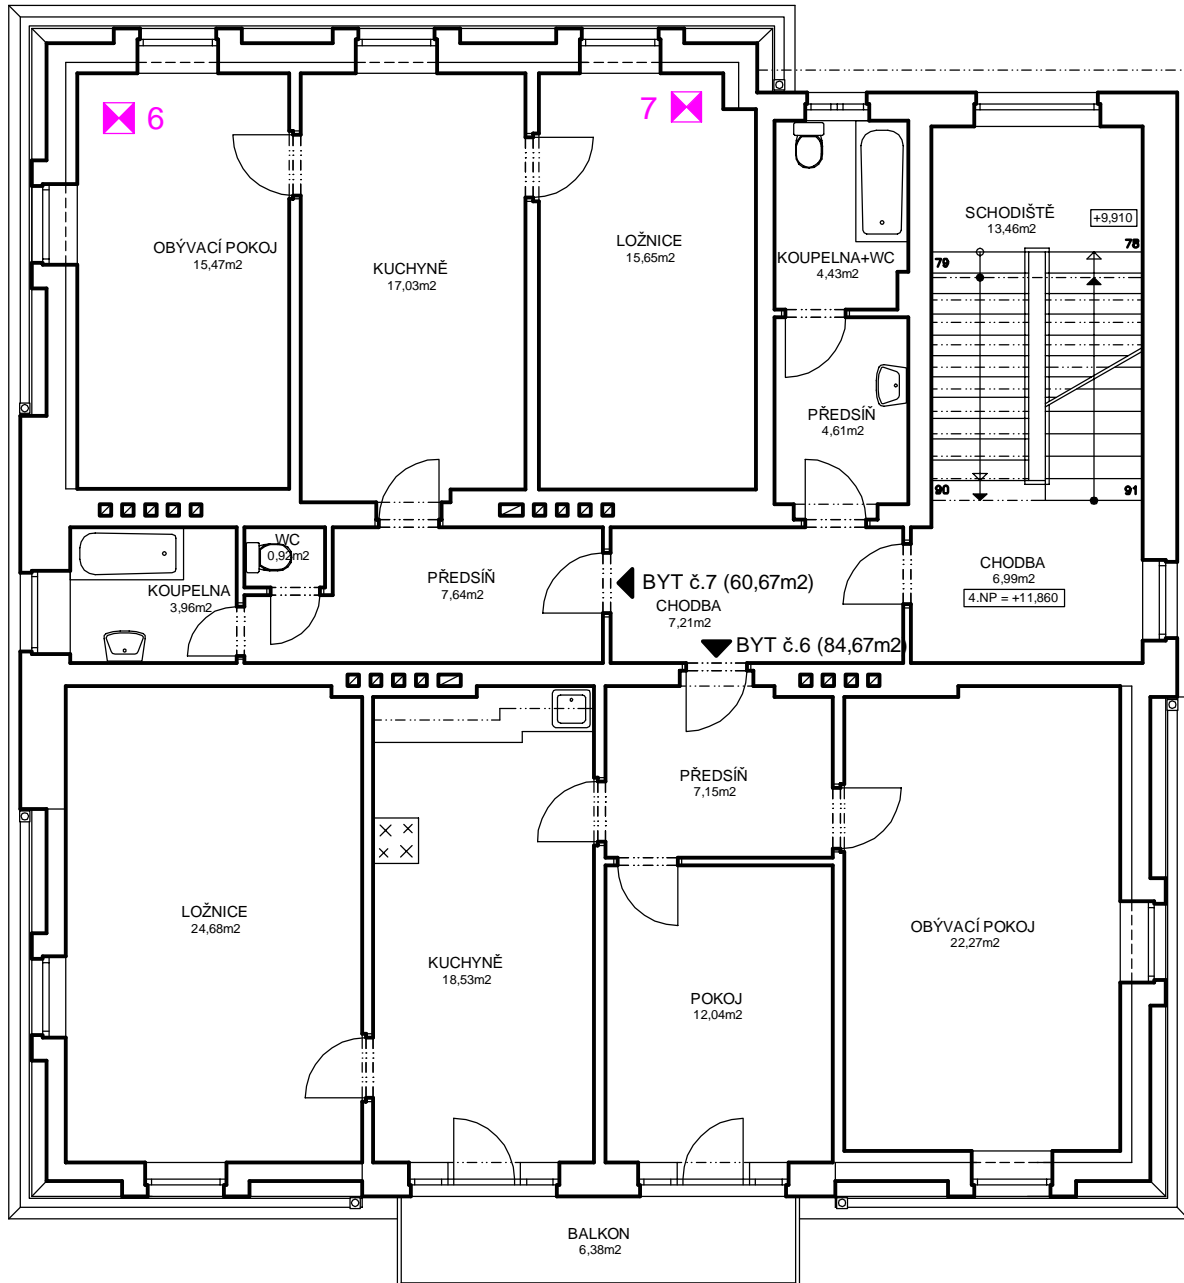 6
7
OBÝVACÍ POKOJ
15,47m2
KUCHYNĚ
17,03m2
LOŽNICE
15,65m2
KOUPELNA+WC
4,43m2
SCHODIŠTĚ
13,46m2
+9,910
78
79
PŘEDSÍŇ
4,61m2
90
91
WC
0,92m2
KOUPELNA
3,96m2
PŘEDSÍŇ
7,64m2
BYT č.7 (60,67m2)
CHODBA
7,21m2
BYT č.6 (84,67m2)
CHODBA
6,99m2
4.NP = +11,860
PŘEDSÍŇ
7,15m2
LOŽNICE
24,68m2
KUCHYNĚ
18,53m2
POKOJ
12,04m2
OBÝVACÍ POKOJ
22,27m2
BALKON
6,38m2